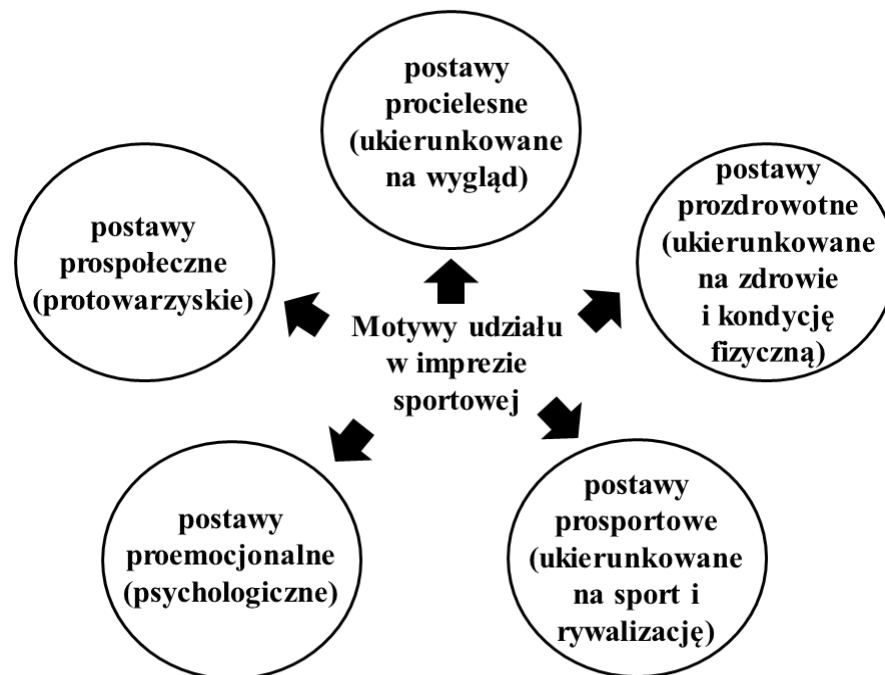 postawy
procielesne
(ukierunkowane
na wygląd)
postawy
prospołeczne
(protowarzyskie)
postawy
prozdrowotne
(ukierunkowane
na zdrowie
i kondycję
fizyczną)
Motywy udziału
w imprezie
sportowej
postawy
proemocjonalne
(psychologiczne)
postawy
prosportowe
(ukierunkowane
na sport i
rywalizację)